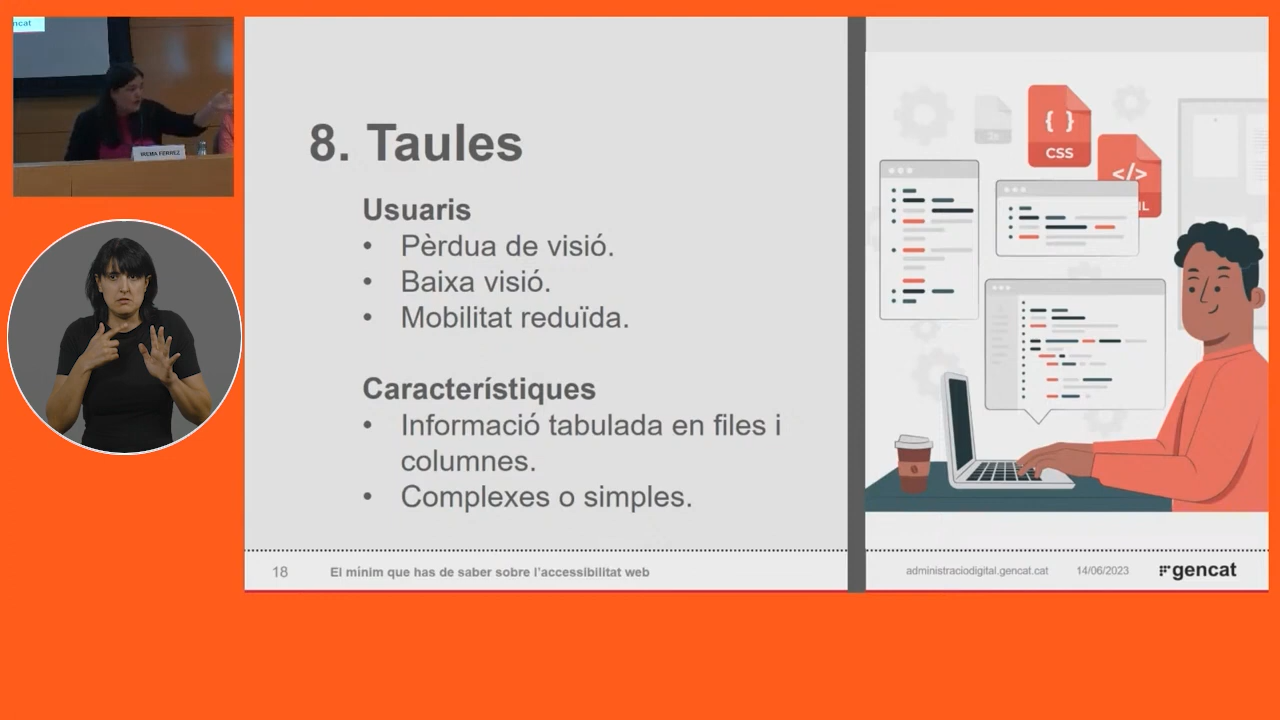 ncat
8. Taules
Usuaris
• Pèrdua de visió.
• Baixa visió.
• Mobilitat reduïda.
Característiques
• Informació tabulada en files i
columnes.
• Complexes o simples.
18
El mínim que has de saber sobre l'accessibilitat web
CSS
{ }
</>
administraciodigital.gencat.cat
14/06/2023
gencat